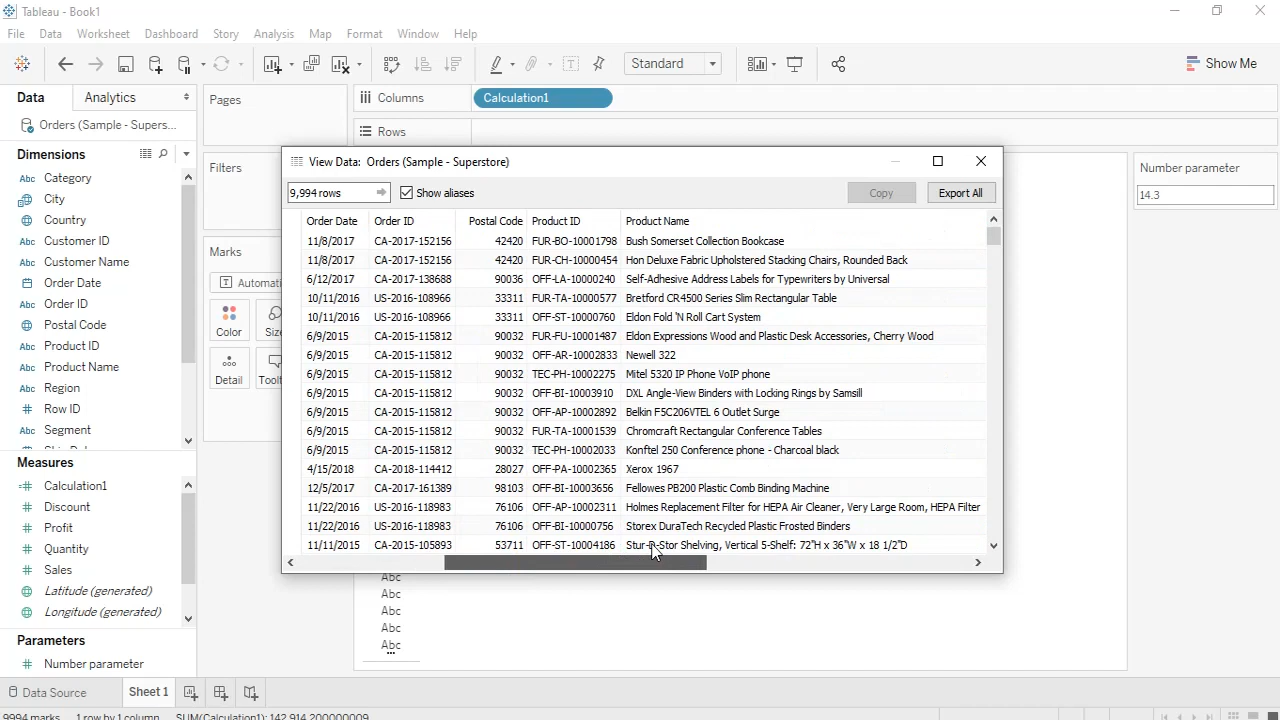 Tableau - Book1
File Data Worksheet Dashboard Story Analysis Map Format Window Help
Standard
Show Me
Data Analytics
Orders (Sample - Supers...
Dimensions
Abc Category
Abc City
Country
Abc Customer ID
Abc Customer Name
Order Date
Abc Order ID
Postal Code
Abc Product ID
Abc Product Name
Abc Region
Row ID
Abc Segment
Measures
Calculation1
Discount
Profit
Quantity
Sales
Latitude (generated)
Longitude (generated)
Parameters
Number parameter
Pages
Filters
Marks
Automati
Color
Size
Detail
Toolt
Columns
Calculation1
Rows
View Data: Orders (Sample - Superstore)
9,994 rows
Show aliases
Copy
Export All
Order Date Order ID Postal Code Product ID Product Name
11/8/2017 CA-2017-152156 42420 FUR-BO-10001798 Bush Somerset Collection Bookcase
11/8/2017 CA-2017-152156 42420 FUR-CH-10000454 Hon Deluxe Fabric Upholstered Stacking Chairs, Rounded Back
6/12/2017 CA-2017-138688 90036 OFF-LA-10000240 Self-Adhesive Address Labels for Typewriters by Universal
10/11/2016 US-2016-108966 33311 FUR-TA-10000577 Bretford CR4500 Series Slim Rectangular Table
10/11/2016 US-2016-108966 33311 OFF-ST-10000760 Eldon Fold 'N Roll Cart System
6/9/2015 CA-2015-115812 90032 FUR-FU-10001487 Eldon Expressions Wood and Plastic Desk Accessories, Cherry Wood
6/9/2015 CA-2015-115812 90032 OFF-AR-10002833 Newell 322
6/9/2015 CA-2015-115812 90032 TEC-PH-10002275 Mitel 5320 IP Phone VoIP phone
6/9/2015 CA-2015-115812 90032 OFF-BI-10003910 DXL Angle-View Binders with Locking Rings by Samsill
6/9/2015 CA-2015-115812 90032 OFF-AP-10002892 Belkin F5C206VTEL 6 Outlet Surge
6/9/2015 CA-2015-115812 90032 FUR-TA-10001539 Chromcraft Rectangular Conference Tables
6/9/2015 CA-2015-115812 90032 TEC-PH-10002033 Konftel 250 Conference phone - Charcoal black
4/15/2018 CA-2018-114412 28027 OFF-PA-10002365 Xerox 1967
12/5/2017 CA-2017-161389 98103 OFF-BI-10003656 Fellowes PB200 Plastic Comb Binding Machine
11/22/2016 US-2016-118983 76106 OFF-AP-10002311 Holmes Replacement Filter for HEPA Air Cleaner, Very Large Room, HEPA Filter
11/22/2016 US-2016-118983 76106 OFF-BI-10000756 Storex DuraTech Recycled Plastic Frosted Binders
11/11/2015 CA-2015-105893 53711 OFF-ST-10004186 Stur-D-Stor Shelving, Vertical 5-Shelf: 72"H x 36"W x 18 1/2"D
Abc
Abc
Abc
Abc
Abc
Number parameter
14.3
Data Source
Sheet 1
9994 marks 1 row by 1 column SUM(Calculation1): 142,914.200000009